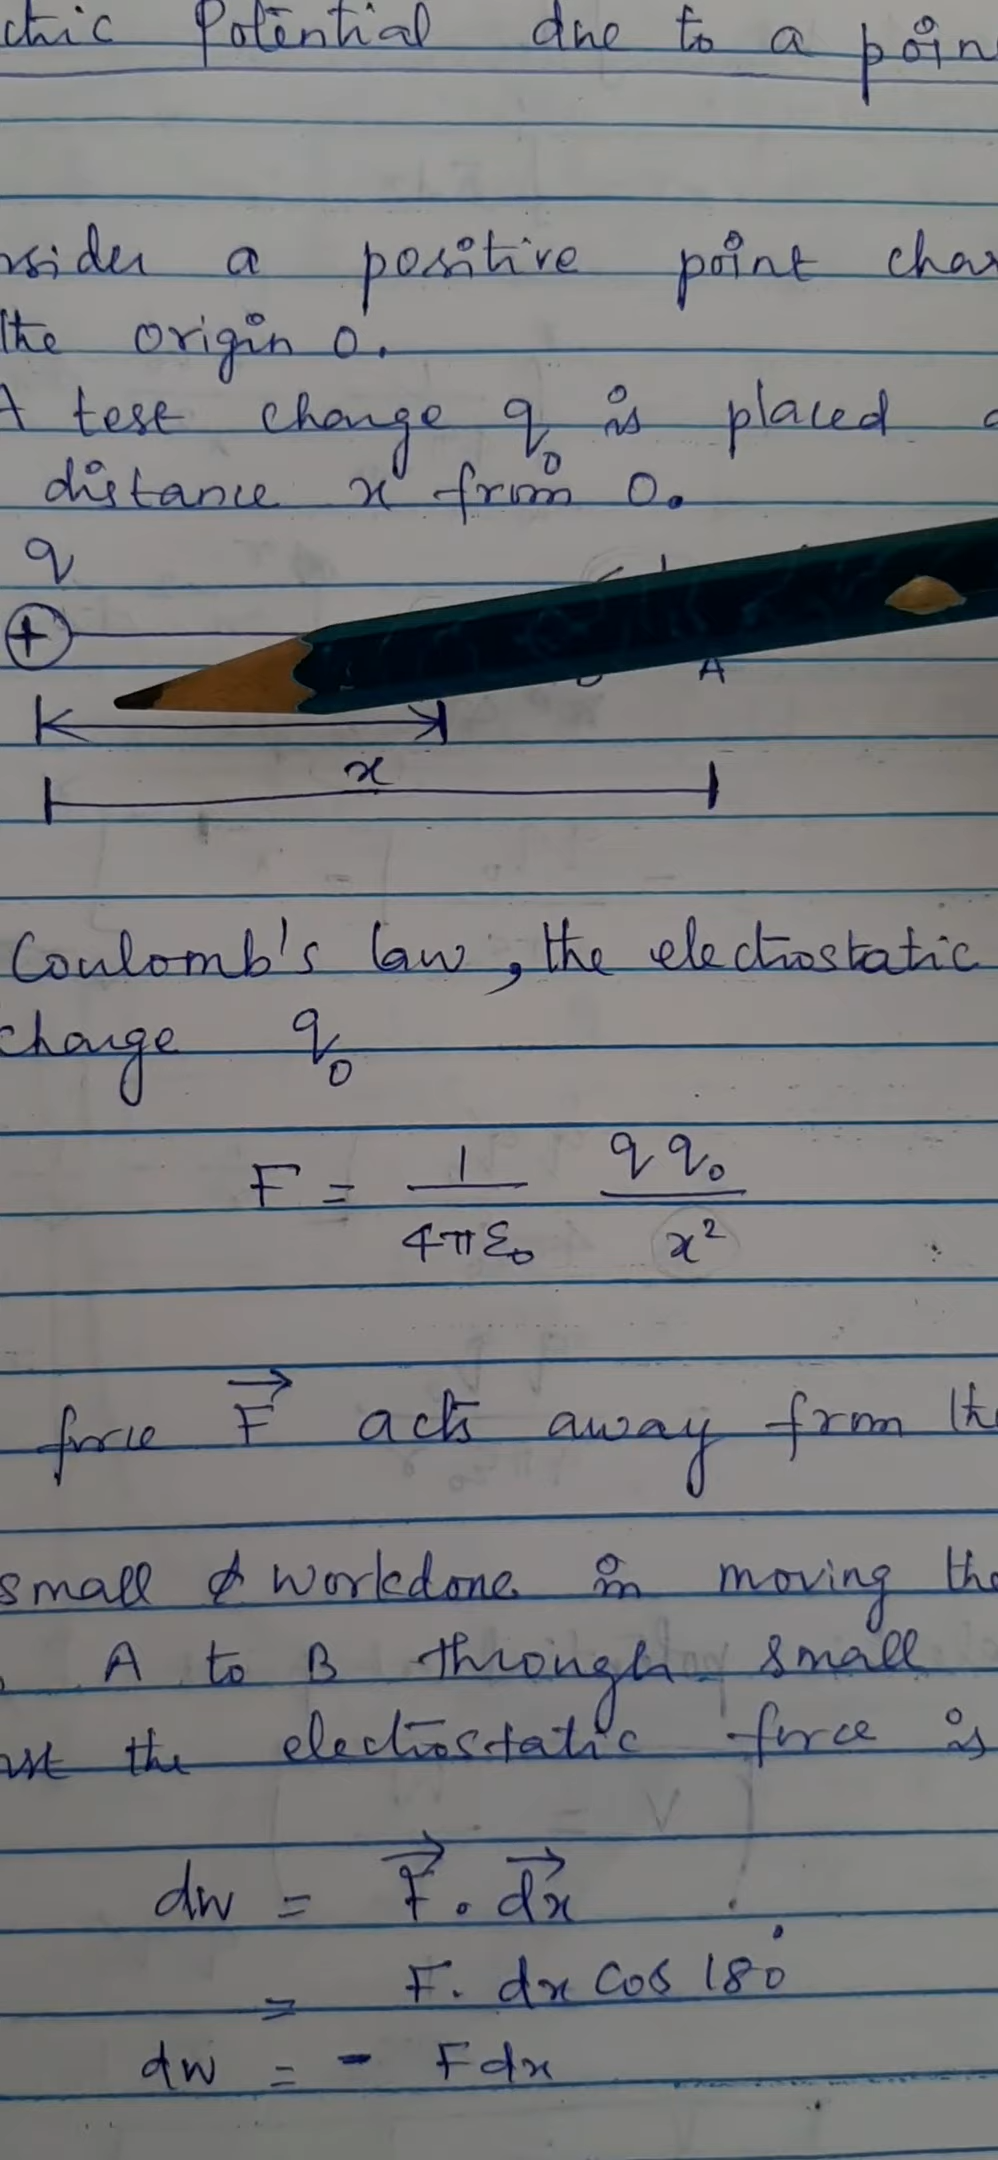 ctric Potential due to a poin
nsider a positive point char
the origin O.
A test charge q₀ is placed a
distance x from O.
q
+
A
x
Coulomb's law, the electrostatic
charge q₀
F = 1/4πε₀ qq₀/x²
force F⃗ acts away from th
small workdone in moving the
A to B through small
nst the electrostatic force is
dw = F⃗ . dx⃗
= F. dx cos 180°
dw = - Fdx